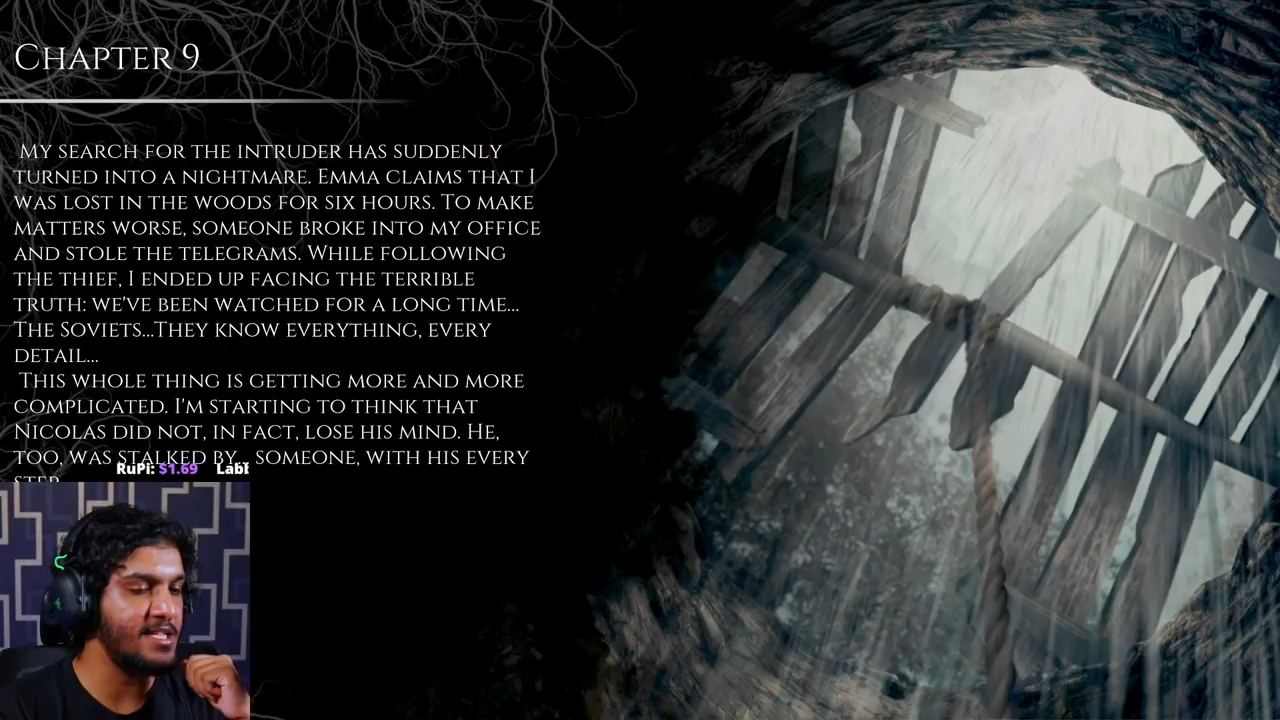 Chapter 9
My search for the intruder has suddenly
turned into a nightmare. Emma claims that I
was lost in the woods for six hours. To make
matters worse, someone broke into my office
and stole the telegrams. While following
the thief, I ended up facing the terrible
truth: we've been watched for a long time...
The Soviets...They know everything, every
detail...
This whole thing is getting more and more
complicated. I'm starting to think that
Nicolas did not, in fact, lose his mind. He,
too, was stalked by... someone, with his every
RuPi: $1.69